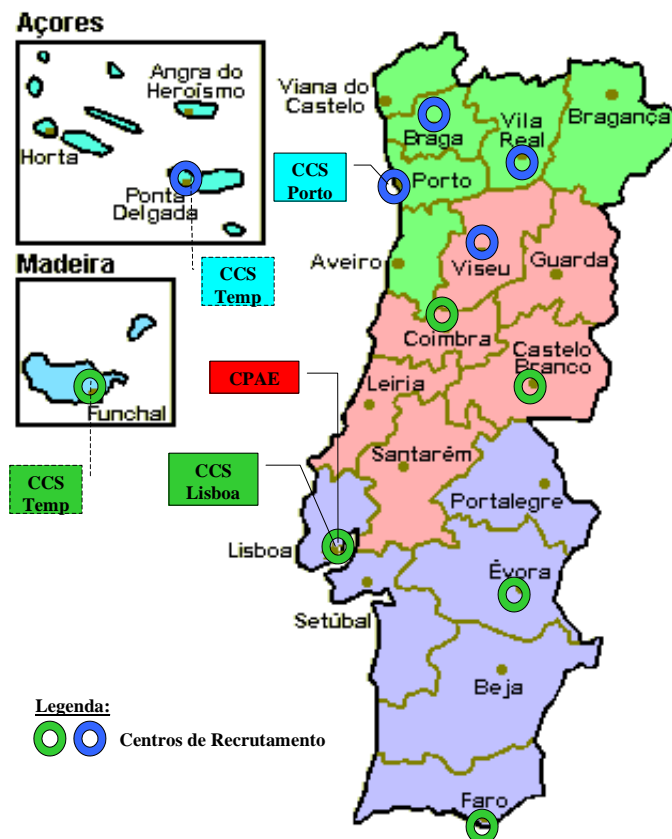 Açores
Angra do
Heroísmo
Horta
Ponta
Delgada
CCS
Temp
Madeira
Funchal
CCS
Temp
Viana do
Castelo
Braga
Vila
Real
Bragança
CCS
Porto
Porto
Aveiro
Viseu
Guarda
Coimbra
Castelo
Branco
CPAE
Leiria
CCS
Lisboa
Santarém
Portalegre
Lisboa
Évora
Setúbal
Beja
Faro
Legenda:
Centros de Recrutamento